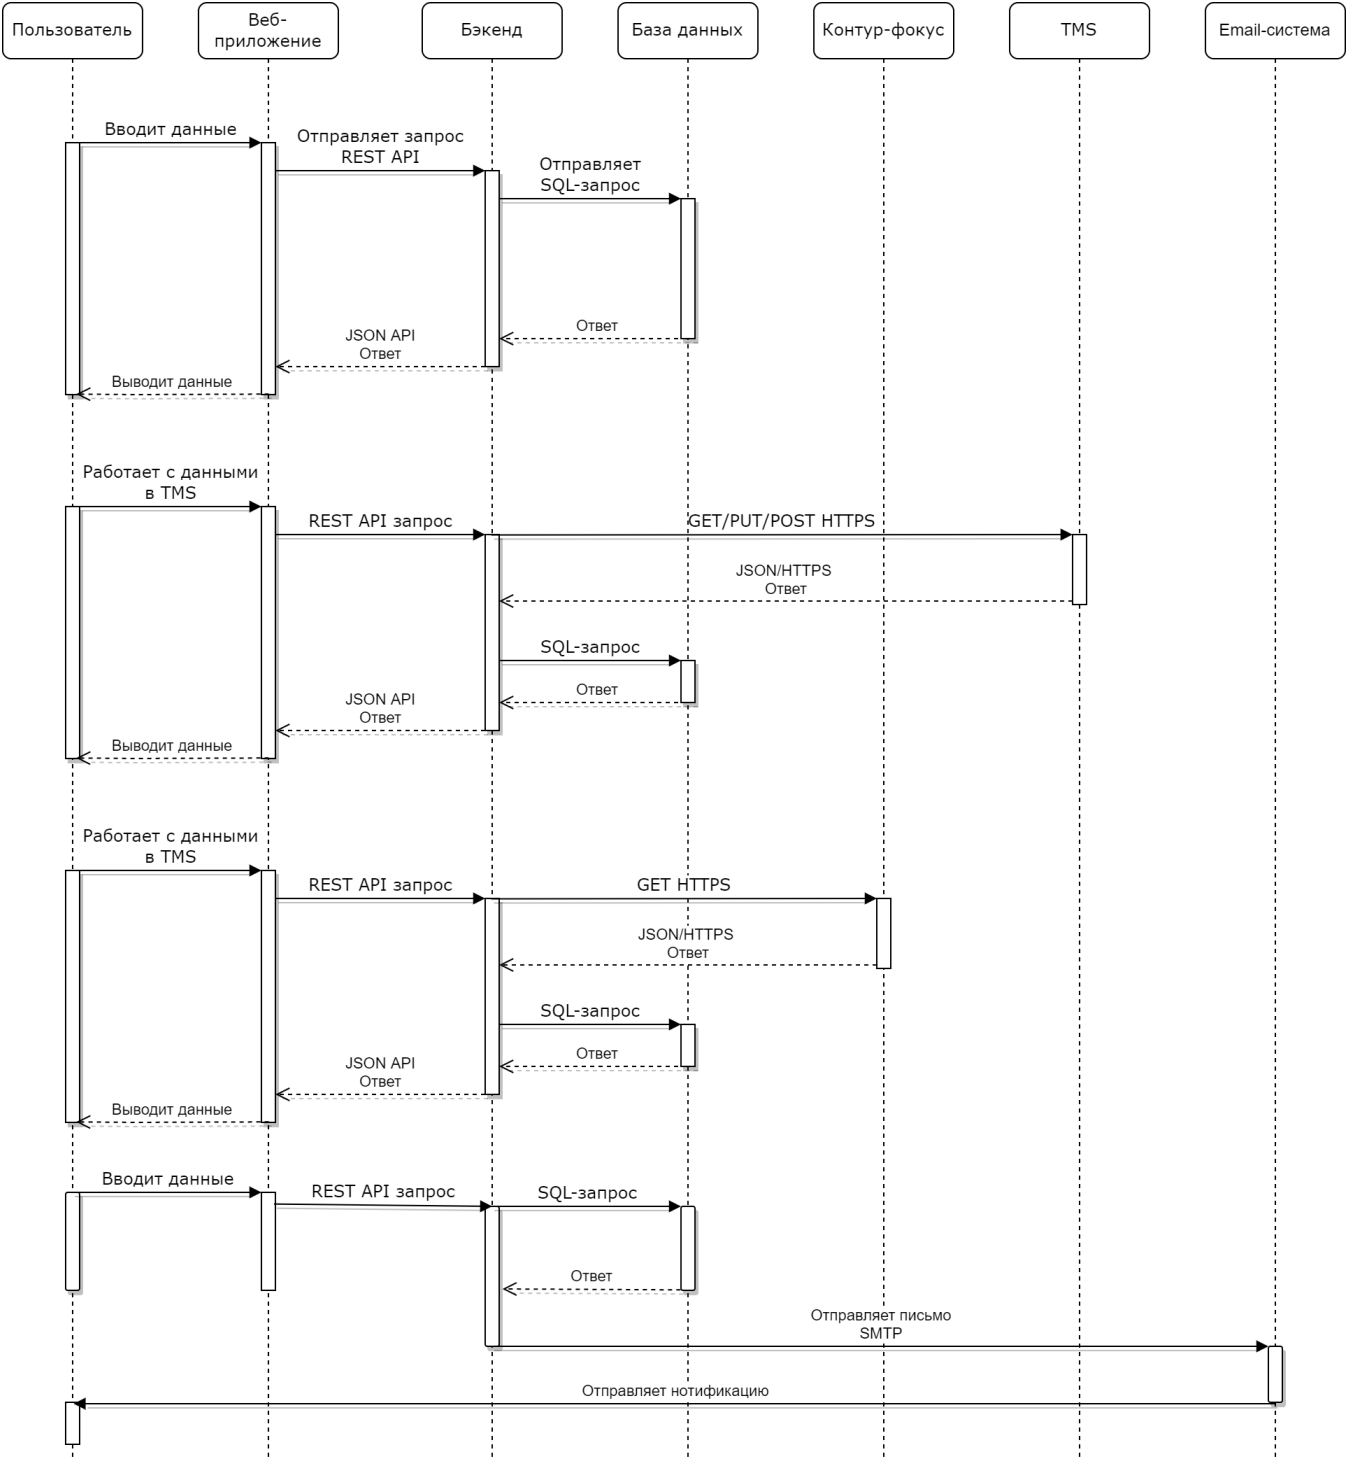 Пользователь
Веб-
приложение
Бэкенд
База данных
Контур-фокус
TMS
Email-система
Вводит данные
Отправляет запрос
REST API
Отправляет
SQL-запрос
Ответ
JSON API
Ответ
Выводит данные
Работает с данными
в TMS
REST API запрос
GET/PUT/POST HTTPS
JSON/HTTPS
Ответ
SQL-запрос
Ответ
JSON API
Ответ
Выводит данные
Работает с данными
в TMS
REST API запрос
GET HTTPS
JSON/HTTPS
Ответ
SQL-запрос
Ответ
JSON API
Ответ
Выводит данные
Вводит данные
REST API запрос
SQL-запрос
Ответ
Отправляет письмо
SMTP
Отправляет нотификацию